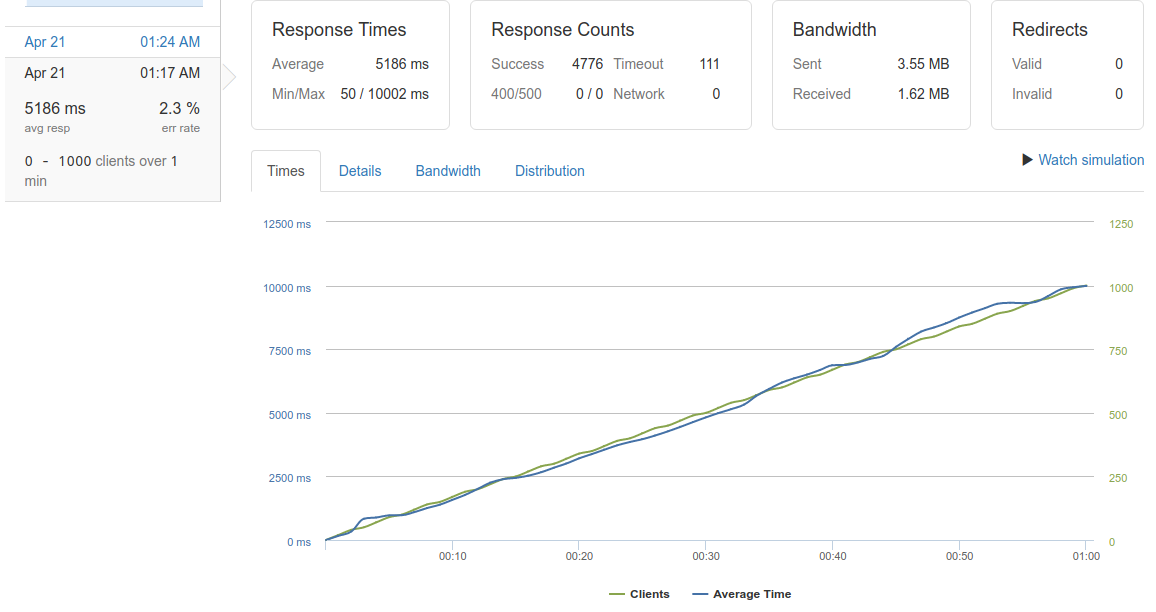 Apr 21 01:24 AM
Apr 21 01:17 AM
5186 ms 2.3 %
avg resp err rate
0 - 1000 clients over 1
min
Response Times
Average 5186 ms
Min/Max 50 / 10002 ms
Response Counts
Success 4776 Timeout 111
400/500 0 / 0 Network 0
Bandwidth
Sent 3.55 MB
Received 1.62 MB
Redirects
Valid 0
Invalid 0
Times Details Bandwidth Distribution
Watch simulation
12500 ms 1250
10000 ms 1000
7500 ms 750
5000 ms 500
2500 ms 250
0 ms 0
00:10 00:20 00:30 00:40 00:50 01:00
Clients Average Time